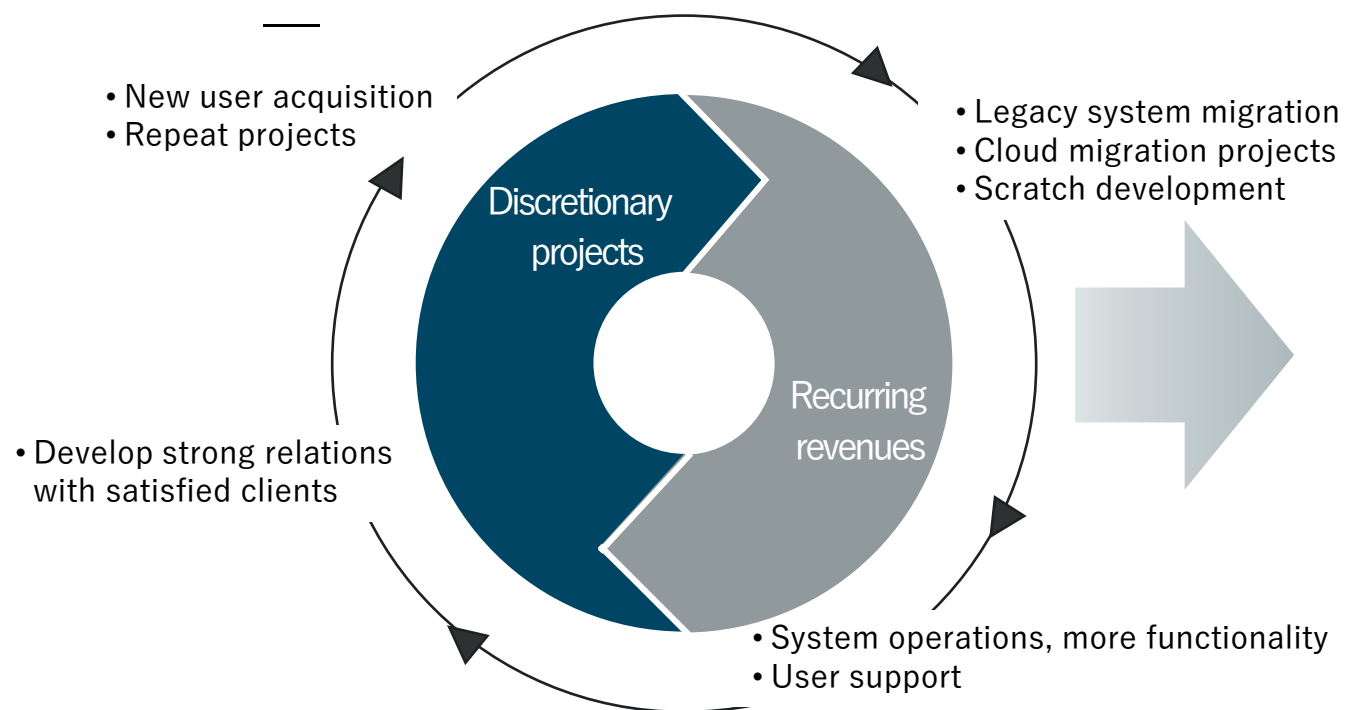 • New user acquisition
• Repeat projects
• Legacy system migration
• Cloud migration projects
• Scratch development
Discretionary
projects
Recurring
revenues
• Develop strong relations
with satisfied clients
• System operations, more functionality
• User support